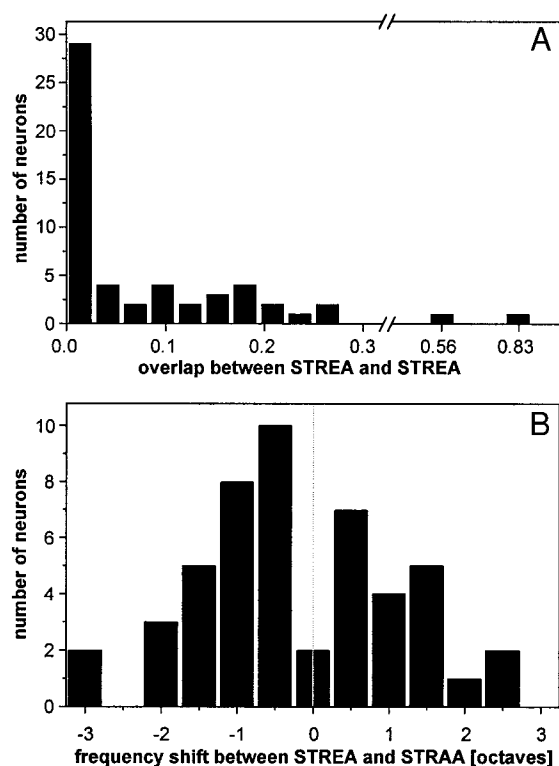 A
30
25
20
15
10
5
0
number of neurons
0.0 0.1 0.2 0.3 0.56 0.83
overlap between STREA and STREA
B
10
8
6
4
2
0
number of neurons
-3 -2 -1 0 1 2 3
frequency shift between STREA and STRAA [octaves]